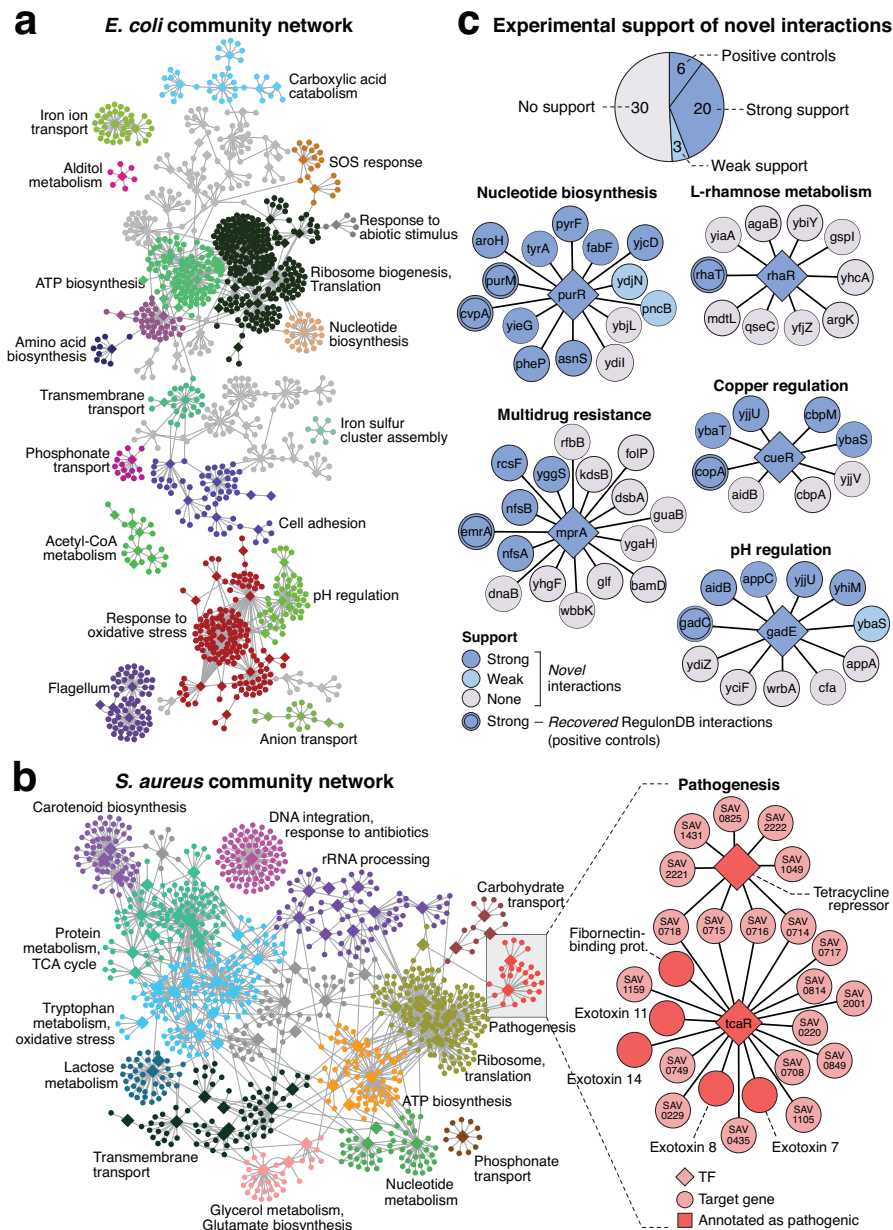 a
E. coli community network
Carboxylic acid
catabolism
Iron ion
transport
Alditol
metabolism
SOS response
Response to
abiotic stimulus
ATP biosynthesis
Ribosome biogenesis,
Translation
Amino acid
biosynthesis
Nucleotide
biosynthesis
Transmembrane
transport
Iron sulfur
cluster assembly
Phosphonate
transport
Cell adhesion
Acetyl-CoA
metabolism
pH regulation
Response to
oxidative stress
Flagellum
Anion transport
c Experimental support of novel interactions
Positive controls
6
No support
30
20
Strong support
3
Weak support
Nucleotide biosynthesis
pyrF
aroH
tyrA
fabF
yjcD
purM
ydjN
purR
cvpA
pncB
yieG
ybjL
pheP
asnS
ydiI
L-rhamnose metabolism
agaB
ybiY
yiaA
gspI
rhaT
rhaR
yhcA
mdtL
argK
qseC
yfjZ
Multidrug resistance
rfbB
rcsF
yggS
kdsB
folP
nfsB
dsbA
guaB
emrA
mprA
nfsA
ygaH
dnaB
yhgF
glf
bamD
wbbK
Copper regulation
yjjU
cbpM
ybaT
ybaS
copA
cueR
yjjV
aidB
cbpA
pH regulation
appC
yjjU
aidB
yhiM
gadC
gadE
ybaS
ydiZ
appA
yciF
wrbA
cfa
Support
Strong
Weak
None
Novel
interactions
Strong – Recovered RegulonDB interactions
(positive controls)
b
S. aureus community network
Carotenoid biosynthesis
DNA integration,
response to antibiotics
rRNA processing
Carbohydrate
transport
Protein
metabolism,
TCA cycle
Tryptophan
metabolism,
oxidative stress
Pathogenesis
Ribosome,
translation
Lactose
metabolism
ATP biosynthesis
Transmembrane
transport
Phosphonate
transport
Nucleotide
metabolism
Glycerol metabolism,
Glutamate biosynthesis
Pathogenesis
SAV
0825
SAV
1431
SAV
2222
SAV
2221
SAV
1049
Tetracycline
repressor
SAV
0718
SAV
0715
SAV
0716
SAV
0714
Fibornectin-
binding prot.
SAV
0717
SAV
1159
SAV
0814
SAV
2001
Exotoxin 11
tcaR
SAV
0220
Exotoxin 14
SAV
0749
SAV
0708
SAV
0849
SAV
0229
SAV
1105
SAV
0435
Exotoxin 8
Exotoxin 7
TF
Target gene
Annotated as pathogenic